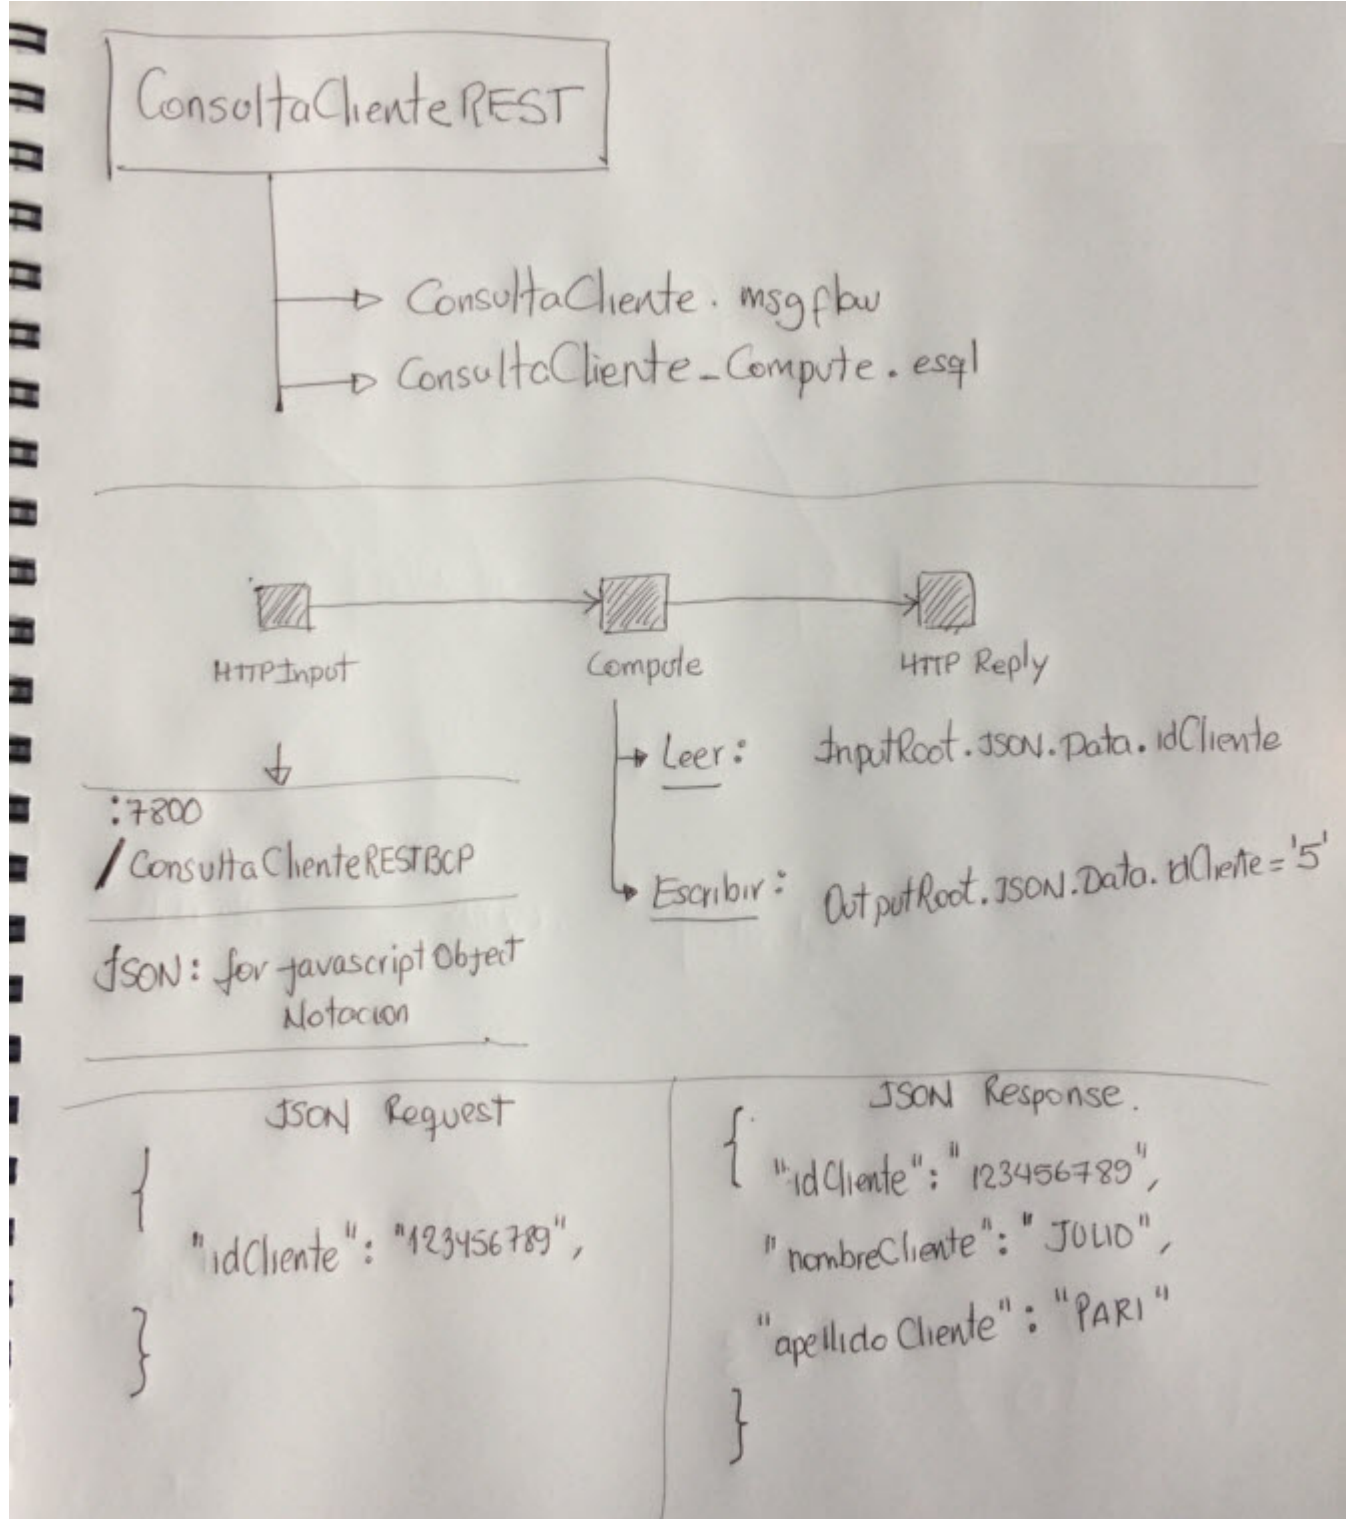 ConsultaClienteREST
ConsultaCliente.msgflow
ConsultaCliente_Compute.esql
HTTPInput
Compute
HTTP Reply
Leer: InputRoot.JSON.Data.idCliente
Escribir: OutputRoot.JSON.Data.idCliente='5'
:7800
/ConsultaClienteRESTBCP
JSON: for javascript Object
Notacion
JSON Request
{
"idCliente": "123456789",
}
JSON Response.
{
"idCliente": "123456789",
"nombreCliente": "JULIO",
"apellidoCliente": "PARI"
}